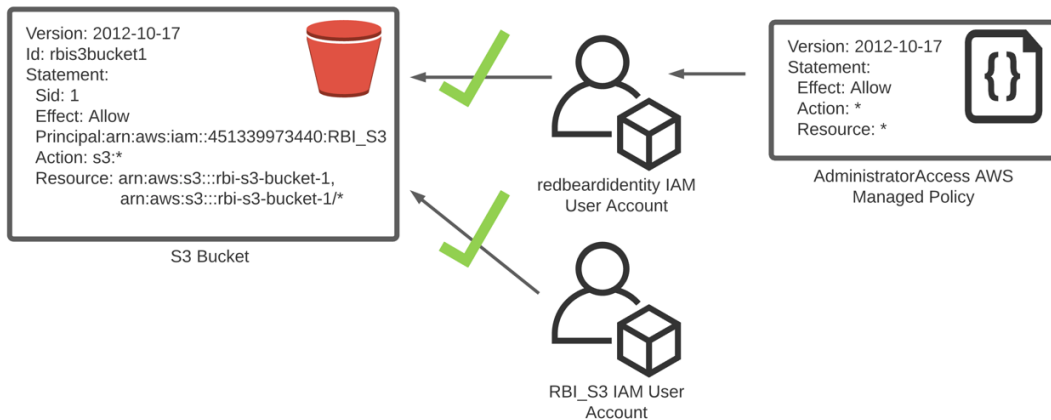 Version: 2012-10-17
Id: rbis3bucket1
Statement:
Sid: 1
Effect: Allow
Principal:arn:aws:iam::451339973440:RBI_S3
Action: s3:*
Resource: arn:aws:s3:::rbi-s3-bucket-1,
arn:aws:s3:::rbi-s3-bucket-1/*
S3 Bucket
redbeardidentity IAM
User Account
Version: 2012-10-17
Statement:
Effect: Allow
Action: *
Resource: *
{}
AdministratorAccess AWS
Managed Policy
RBI_S3 IAM User
Account